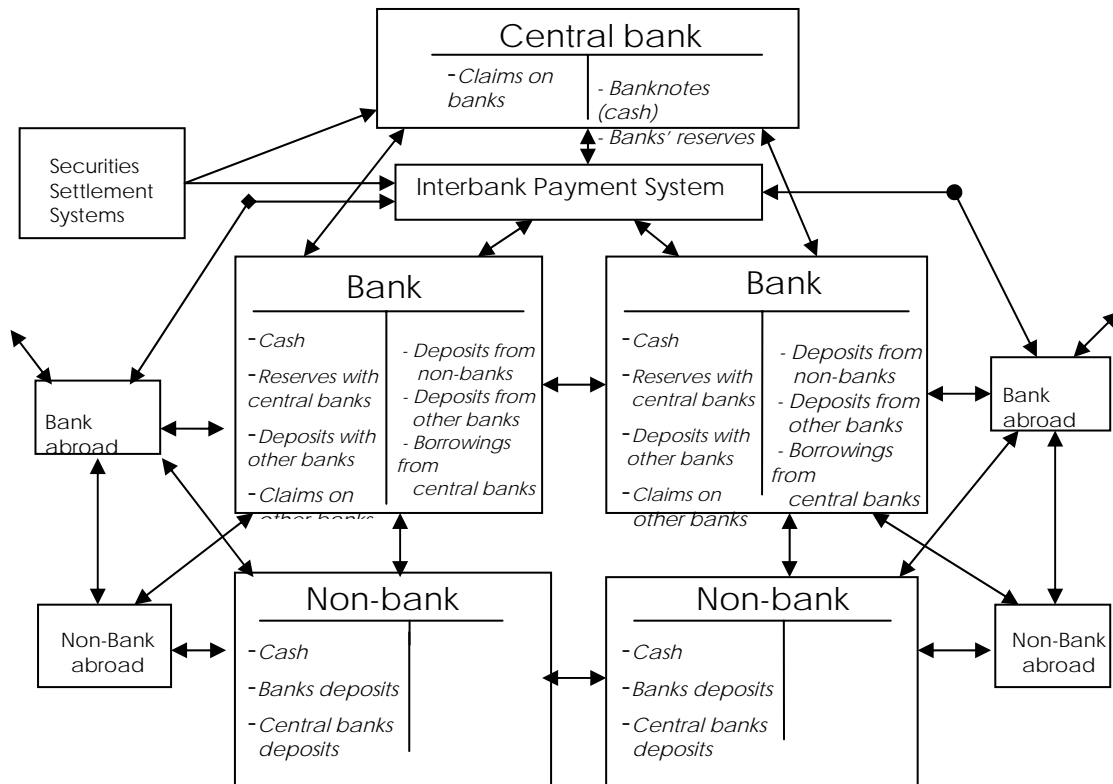 Central bank
-Claims on
banks
- Banknotes
(cash)
- Banks' reserves
Securities
Settlement
Systems
Interbank Payment System
Bank
-Cash
-Reserves with
central banks
-Deposits with
other banks
-Claims on
other banks
- Deposits from
non-banks
- Deposits from
other banks
- Borrowings
from
central banks
Bank
-Cash
-Reserves with
central banks
-Deposits with
other banks
-Claims on
other banks
- Deposits from
non-banks
- Deposits from
other banks
- Borrowings
from
central banks
Bank
abroad
Bank
abroad
Non-Bank
abroad
Non-bank
-Cash
-Banks deposits
-Central banks
deposits
Non-bank
-Cash
-Banks deposits
-Central banks
deposits
Non-Bank
abroad